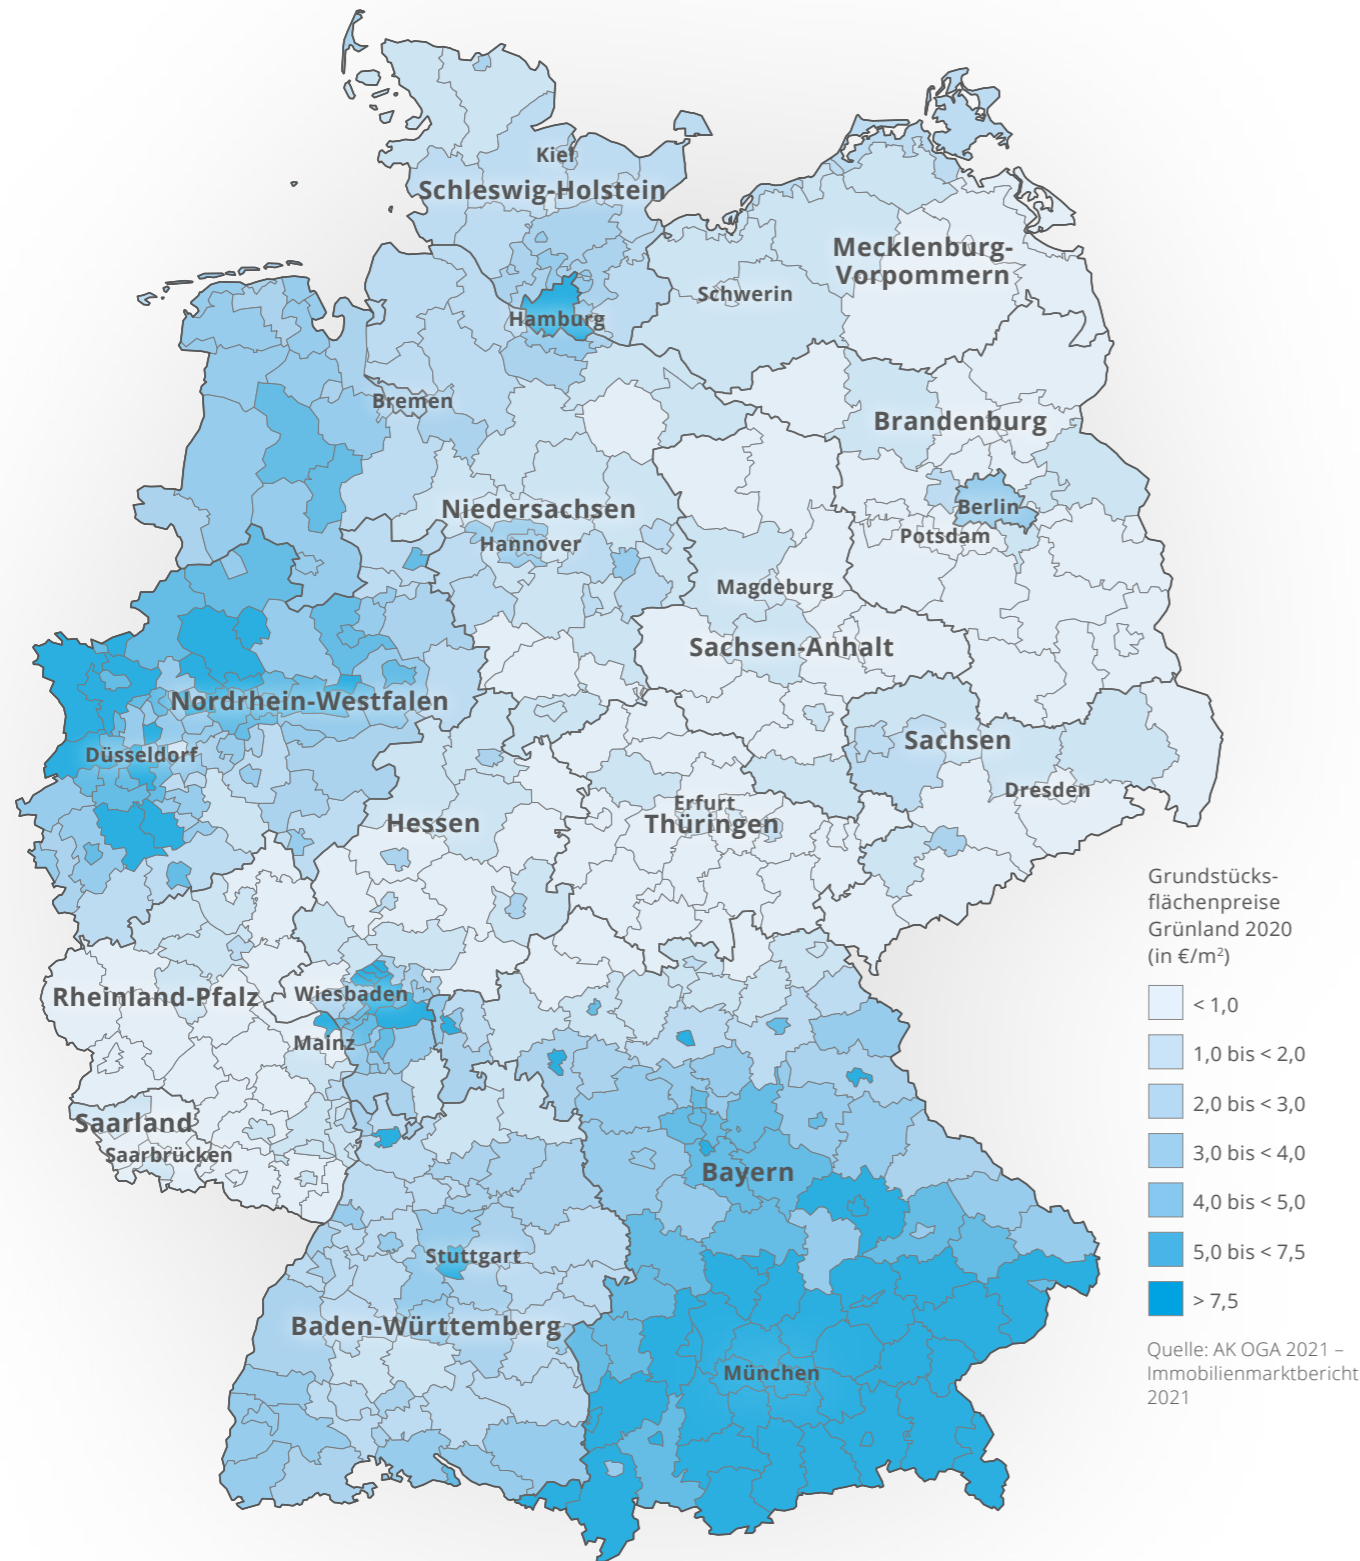 Kiel
Schleswig-Holstein
Mecklenburg-
Vorpommern
Schwerin
Hamburg
Bremen
Brandenburg
Niedersachsen
Berlin
Hannover
Potsdam
Magdeburg
Sachsen-Anhalt
Nordrhein-Westfalen
Düsseldorf
Sachsen
Dresden
Erfurt
Hessen
Thüringen
Rheinland-Pfalz
Wiesbaden
Mainz
Saarland
Saarbrücken
Bayern
Stuttgart
Baden-Württemberg
München
Grundstücks-
flächenpreise
Grünland 2020
(in €/m²)
< 1,0
1,0 bis < 2,0
2,0 bis < 3,0
3,0 bis < 4,0
4,0 bis < 5,0
5,0 bis < 7,5
> 7,5
Quelle: AK OGA 2021 –
Immobilienmarktbericht
2021